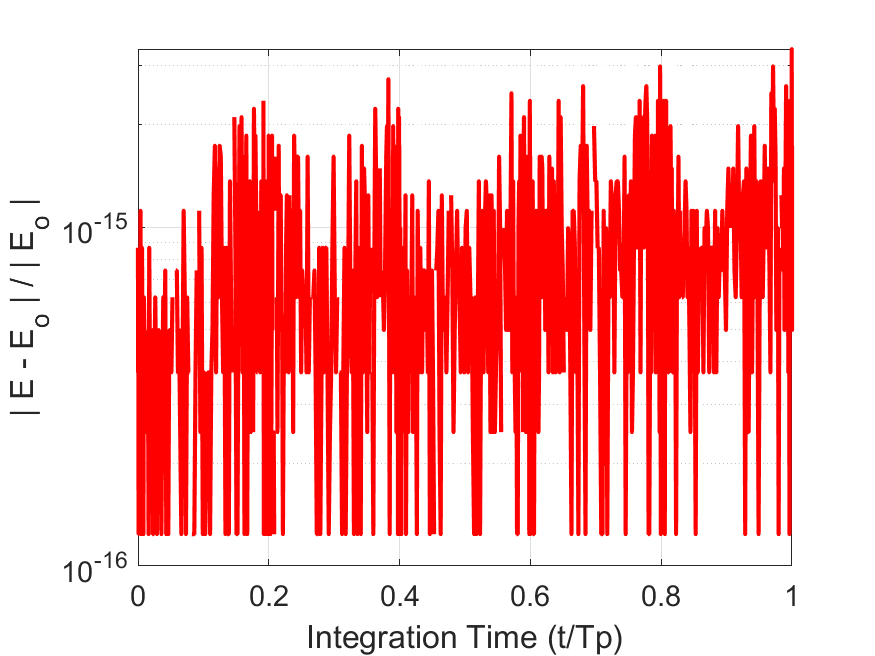 | E - E_o | / | E_o |
10^-15
10^-16
0 0.2 0.4 0.6 0.8 1
Integration Time (t/Tp)